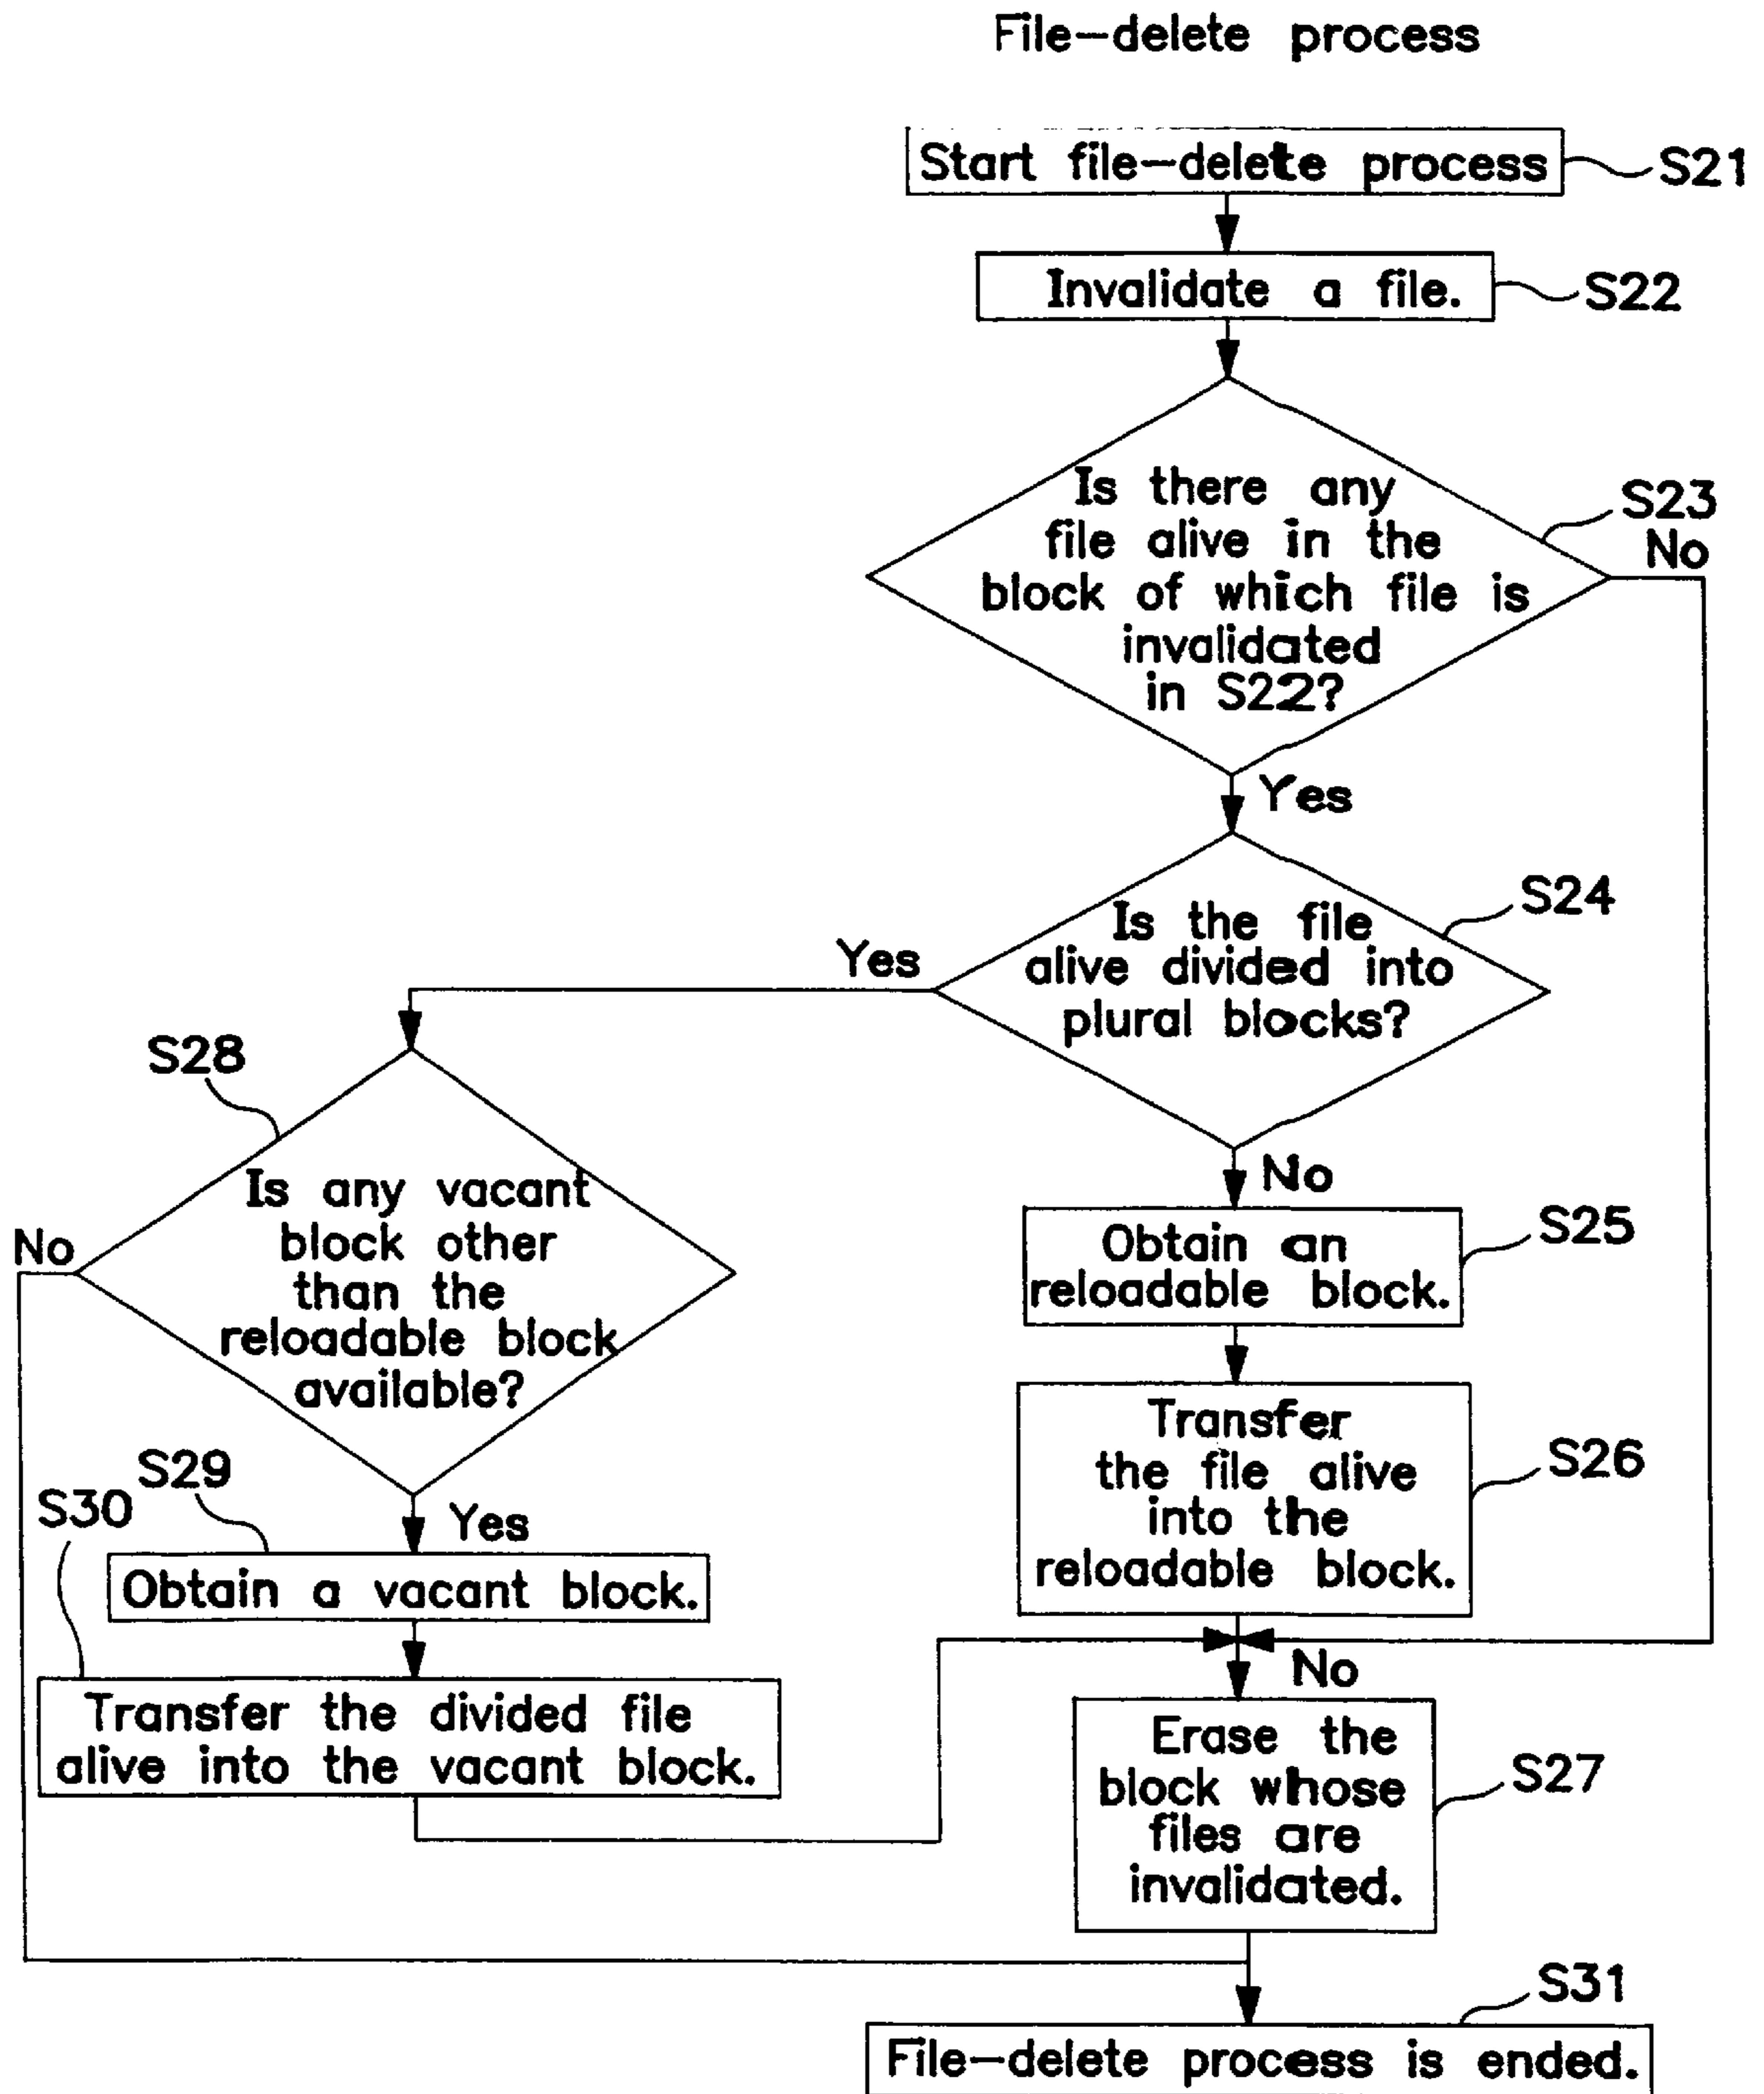 File-delete process
Start file-delete process
S21
Invalidate a file.
S22
Is there any
file alive in the
block of which file is
invalidated
in S22?
S23
No
Yes
Is the file
alive divided into
plural blocks?
S24
Yes
No
S28
Is any vacant
block other
than the
reloadable block
available?
No
Yes
Obtain an
reloadable block.
S25
Transfer
the file alive
into the
reloadable block.
S26
S29
Obtain a vacant block.
S30
Transfer the divided file
alive into the vacant block.
No
Erase the
block whose
files are
invalidated.
S27
S31
File-delete process is ended.